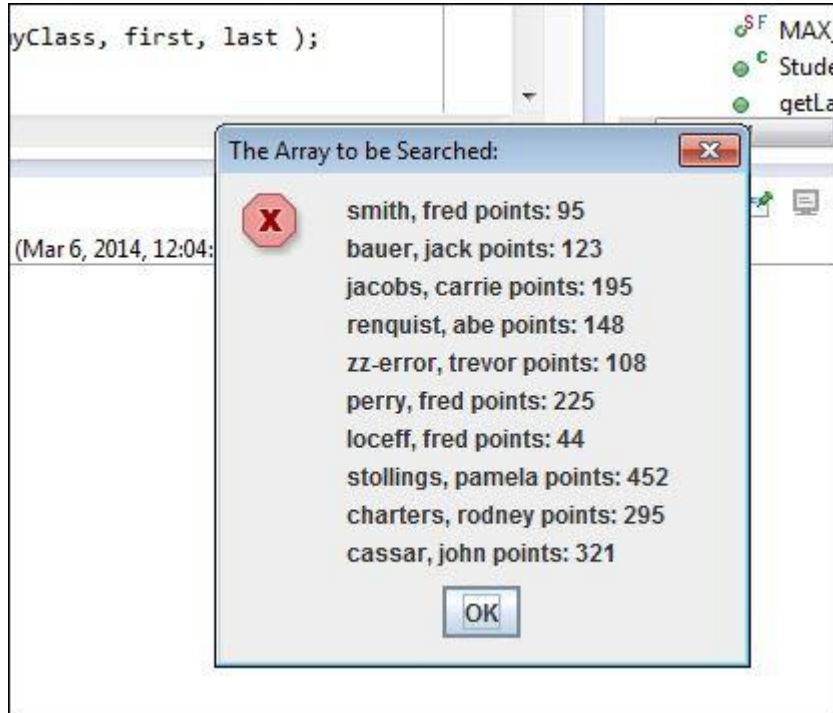 yClass, first, last );
MAX_
Stude
getLa
The Array to be Searched:
(Mar 6, 2014, 12:04:
smith, fred points: 95
bauer, jack points: 123
jacobs, carrie points: 195
renquist, abe points: 148
zz-error, trevor points: 108
perry, fred points: 225
loceff, fred points: 44
stollings, pamela points: 452
charters, rodney points: 295
cassar, john points: 321
OK